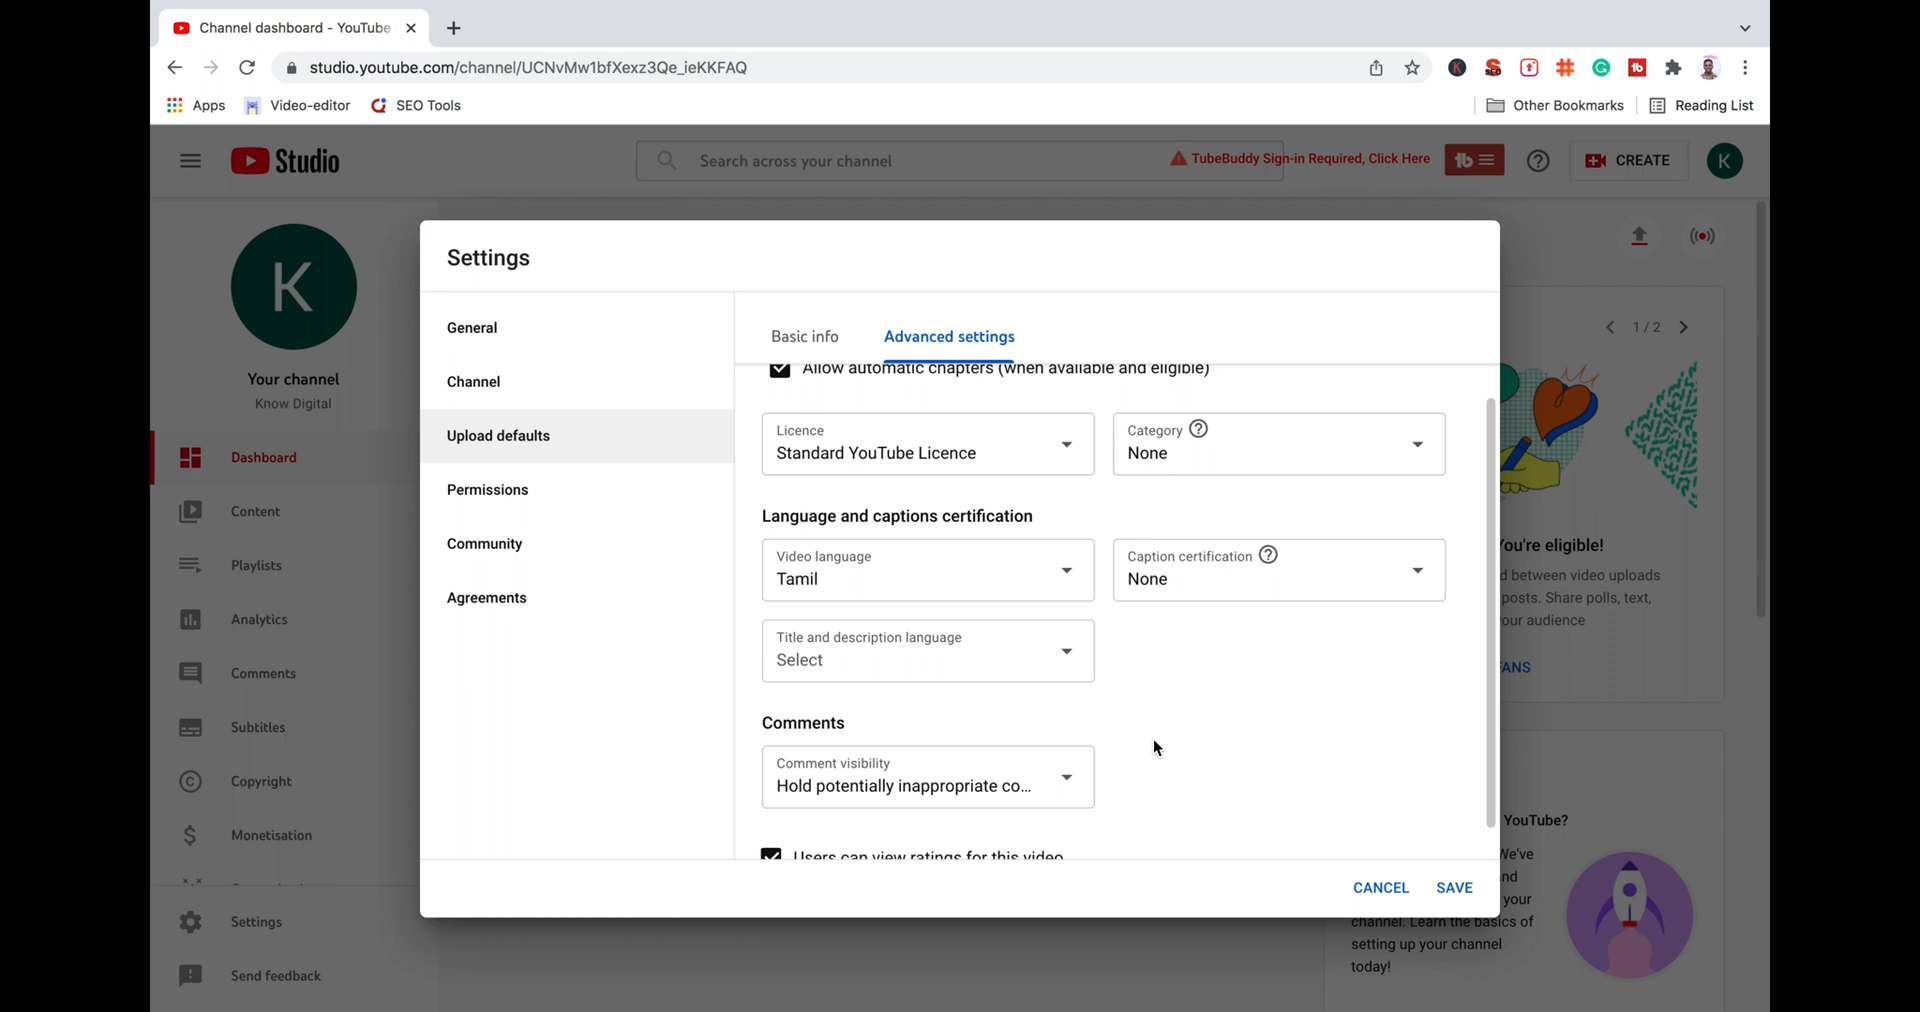 Channel dashboard - YouTube
studio.youtube.com/channel/UCNvMw1bfXexz3Qe_ieKKFAQ
Apps
Video-editor
SEO Tools
Other Bookmarks
Reading List
Studio
Search across your channel
TubeBuddy Sign-in Required, Click Here
CREATE
K
K
Your channel
Know Digital
Dashboard
Content
Playlists
Analytics
Comments
Subtitles
Copyright
Monetisation
Settings
Send feedback
Settings
General
Channel
Upload defaults
Permissions
Community
Agreements
Basic info
Advanced settings
Allow automatic chapters (when available and eligible)
Licence
Standard YouTube Licence
Category
None
Language and captions certification
Video language
Tamil
Caption certification
None
Title and description language
Select
Comments
Comment visibility
Hold potentially inappropriate co...
Users can view ratings for this video
CANCEL
SAVE
1 / 2
You're eligible!
d between video uploads
posts. Share polls, text,
our audience
FANS
YouTube?
We've
nd
your
channel. Learn the basics of
setting up your channel
today!